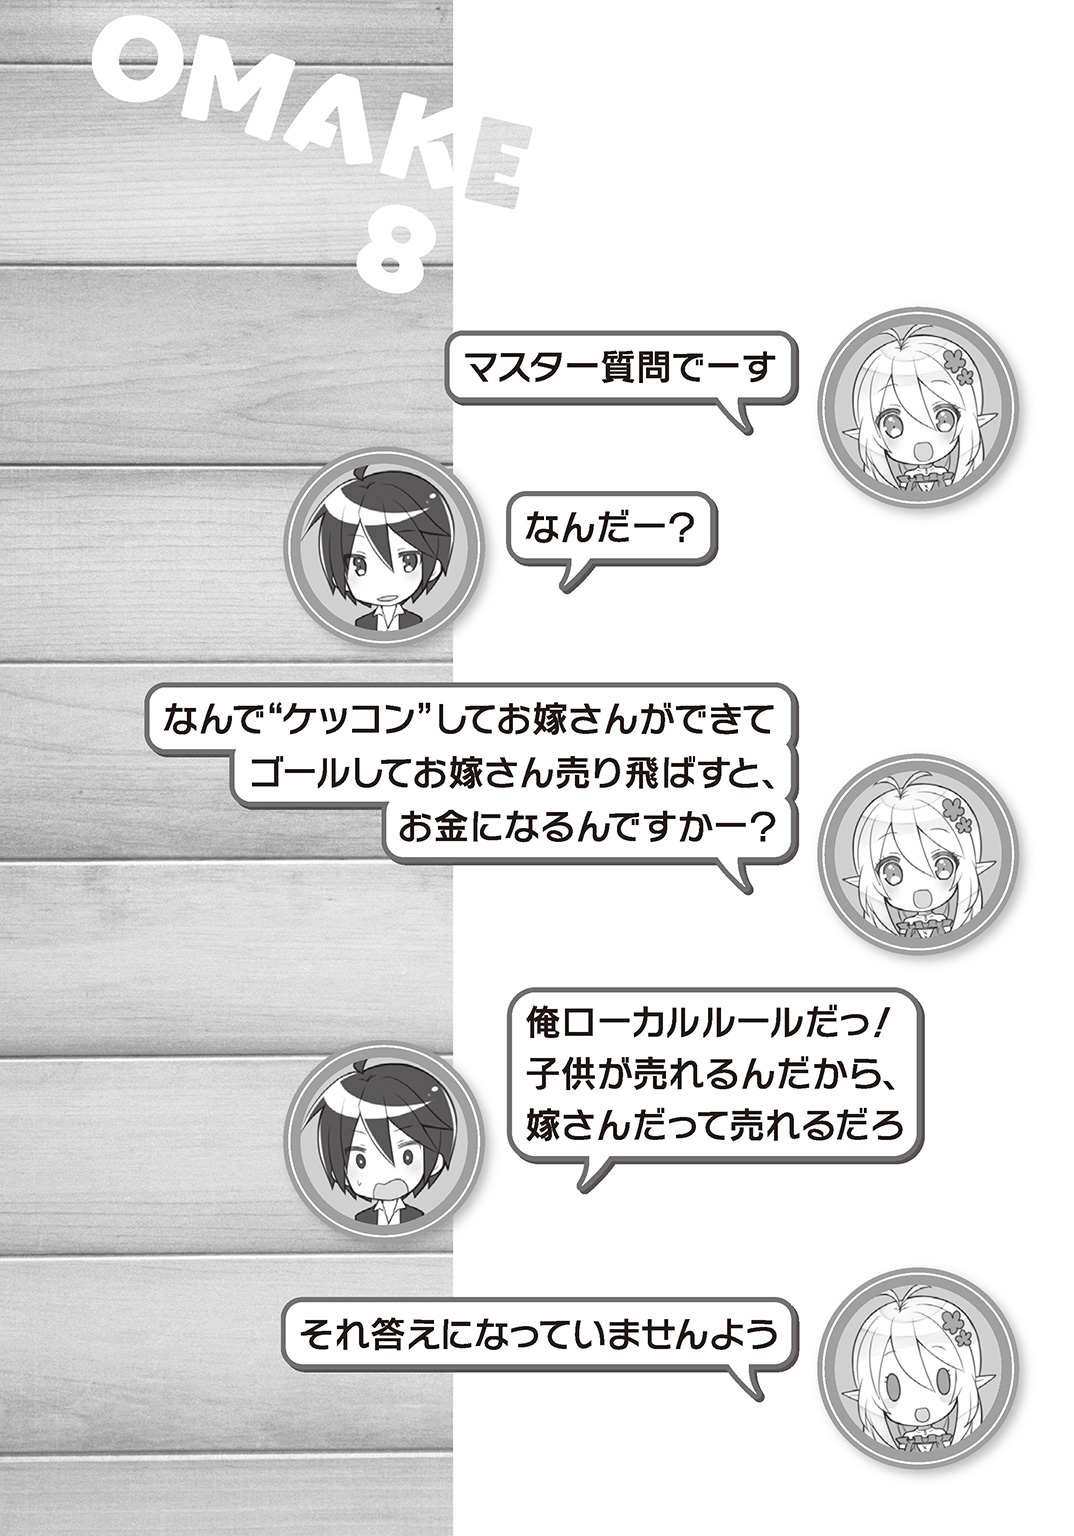 OMAKE
8
マスター質問でーす
なんだー？
なんで“ケッコン”してお嫁さんができて
ゴールしてお嫁さん売り飛ばすと、
お金になるんですかー？
俺ローカルルールだっ！
子供が売れるんだから、
嫁さんだって売れるだろ
それ答えになっていませんよう